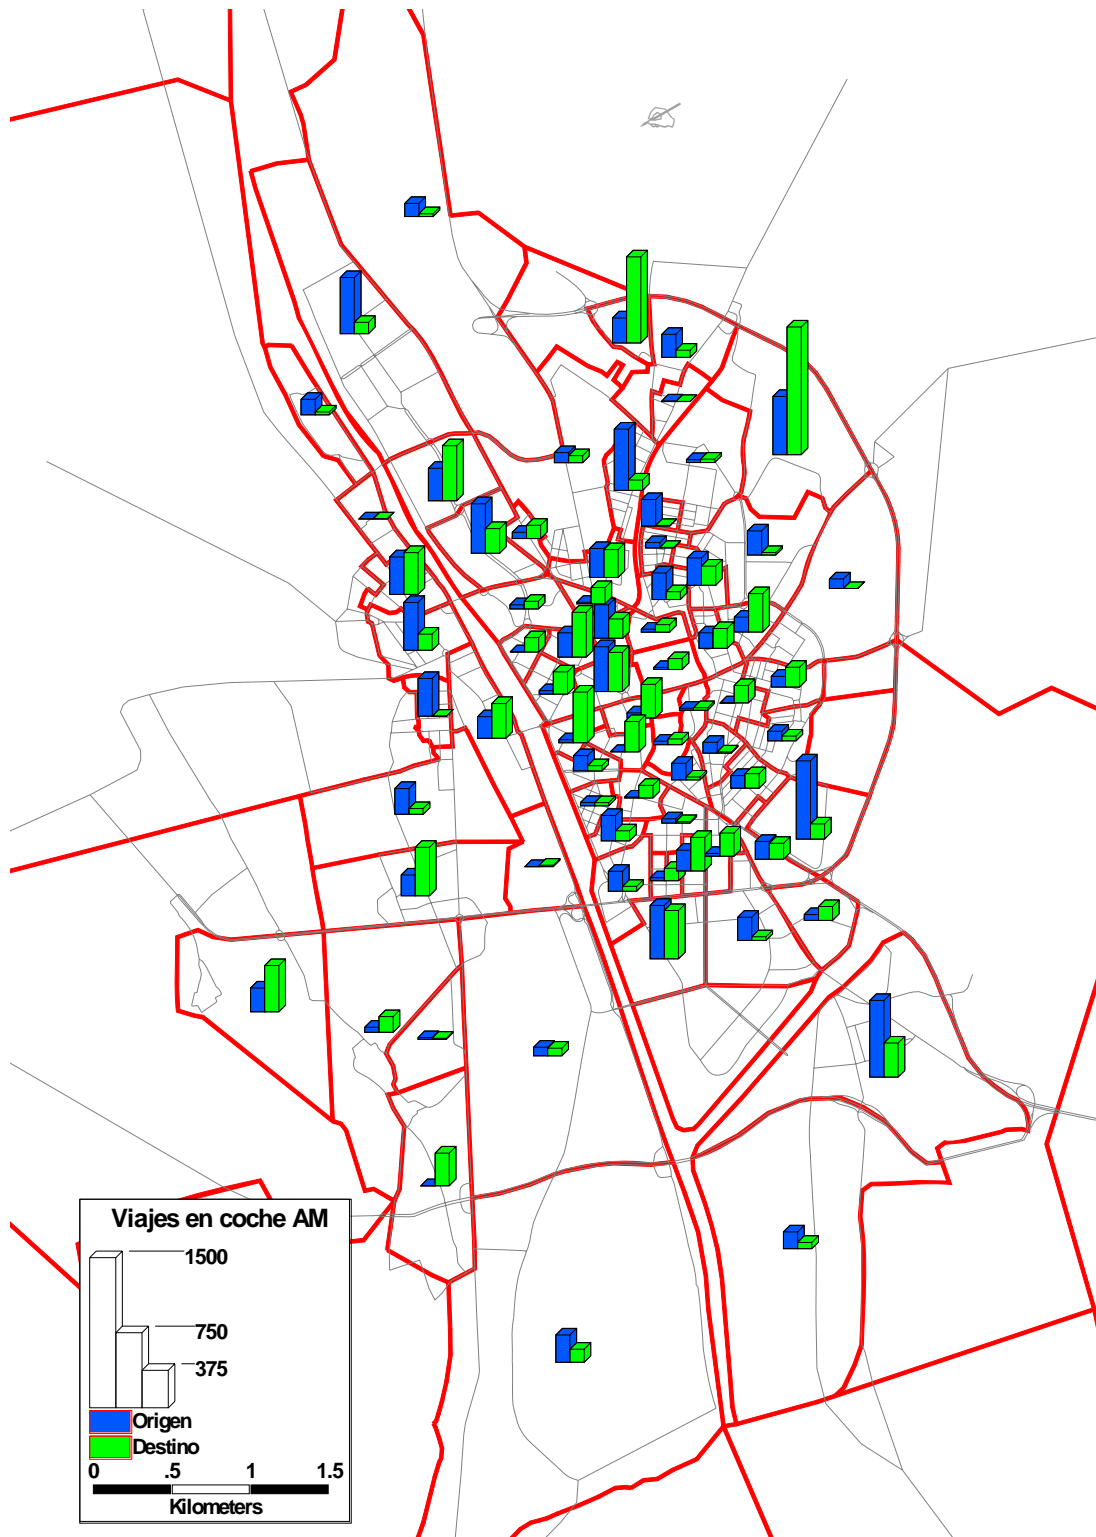 Viajes en coche AM
1500
750
375
Origen
Destino
0 .5 1 1.5
Kilometers